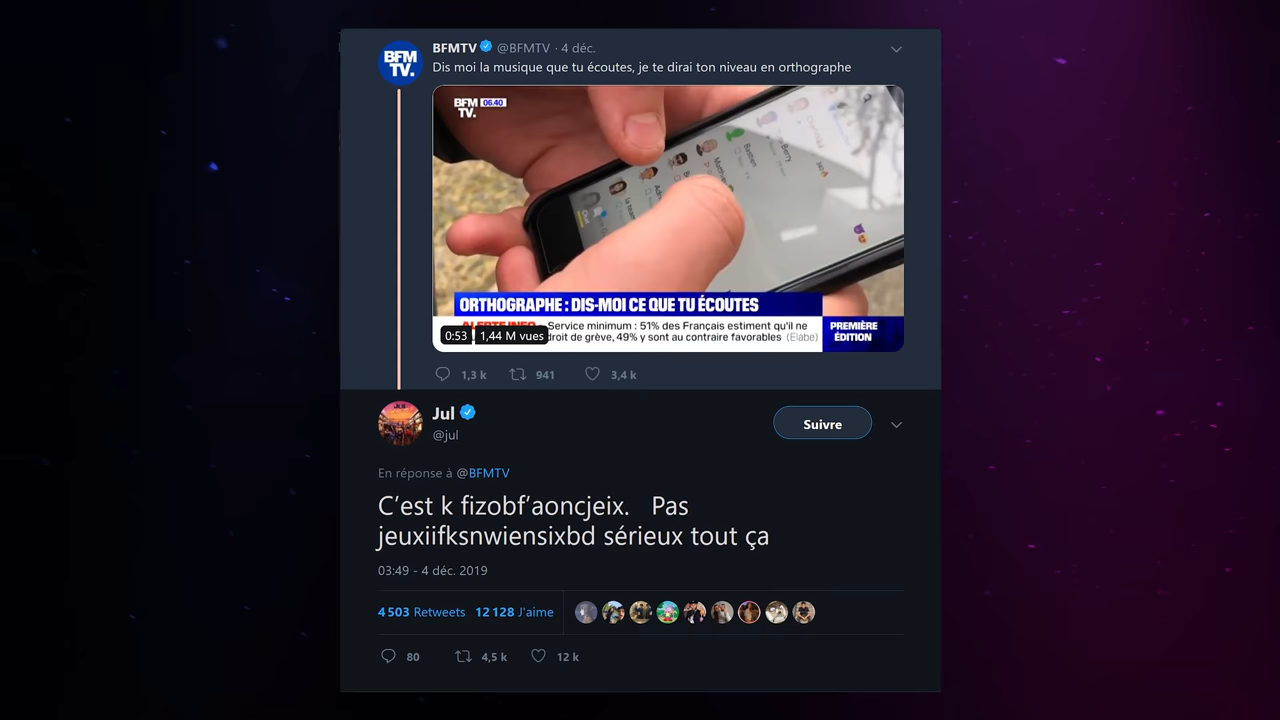 BFMTV @BFMTV · 4 déc.
Dis moi la musique que tu écoutes, je te dirai ton niveau en orthographe
BFM 06.40
TV.
Bastien
Berry
ORTHOGRAPHE : DIS-MOI CE QUE TU ÉCOUTES
Service minimum : 51% des Français estiment qu'il ne
droit de grève, 49% y sont au contraire favorables (Elabe)
PREMIÈRE
ÉDITION
0:53 1,44 M vues
1,3 k 941 3,4 k
Jul
@jul
Suivre
En réponse à @BFMTV
C'est k fizobf'aoncjeix. Pas
jeuxiifksnwiensixbd sérieux tout ça
03:49 - 4 déc. 2019
4 503 Retweets 12 128 J'aime
80 4,5 k 12 k